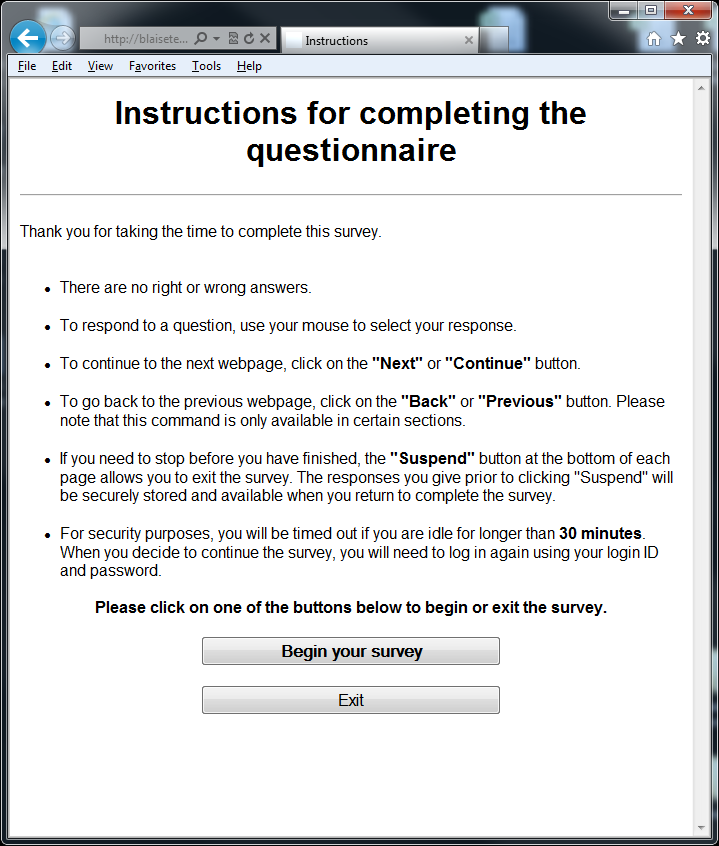 http://blaisete...
Instructions
File Edit View Favorites Tools Help
Instructions for completing the
questionnaire
Thank you for taking the time to complete this survey.
• There are no right or wrong answers.
• To respond to a question, use your mouse to select your response.
• To continue to the next webpage, click on the "Next" or "Continue" button.
• To go back to the previous webpage, click on the "Back" or "Previous" button. Please
note that this command is only available in certain sections.
• If you need to stop before you have finished, the "Suspend" button at the bottom of each
page allows you to exit the survey. The responses you give prior to clicking "Suspend" will
be securely stored and available when you return to complete the survey.
• For security purposes, you will be timed out if you are idle for longer than 30 minutes.
When you decide to continue the survey, you will need to log in again using your login ID
and password.
Please click on one of the buttons below to begin or exit the survey.
Begin your survey
Exit